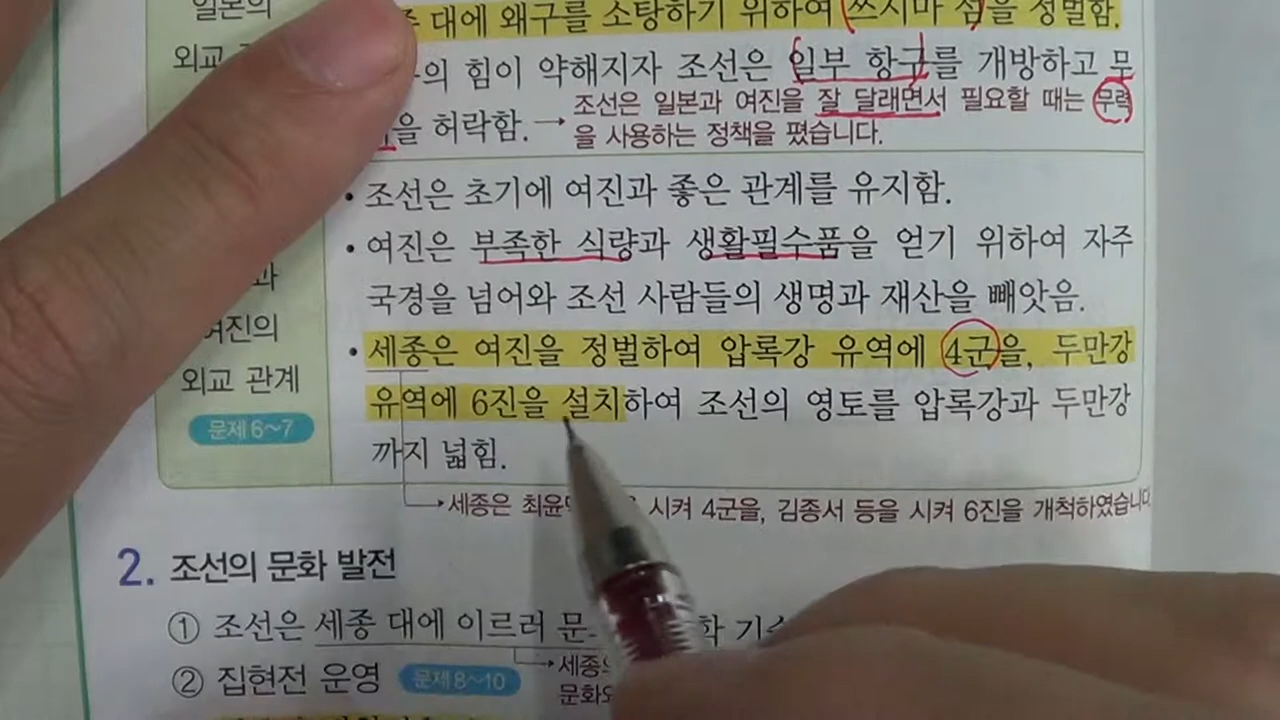 일본의
대에 왜구를 소탕하기 위하여 쓰시마 섬을 정벌함.
외교
의 힘이 약해지자 조선은 일부 항구를 개방하고 무
을 허락함. → 조선은 일본과 여진을 잘 달래면서 필요할 때는 무력
을 사용하는 정책을 폈습니다.
• 조선은 초기에 여진과 좋은 관계를 유지함.
• 여진은 부족한 식량과 생활필수품을 얻기 위하여 자주
국경을 넘어와 조선 사람들의 생명과 재산을 빼앗음.
과
여진의
외교 관계
문제 6~7
• 세종은 여진을 정벌하여 압록강 유역에 4군을, 두만강
유역에 6진을 설치하여 조선의 영토를 압록강과 두만강
까지 넓힘.
→ 세종은 시켜 4군을, 김종서 등을 시켜 6진을 개척하였습니다
2. 조선의 문화 발전
① 조선은 세종 대에 이르러
② 집현전 운영 문제 8~10